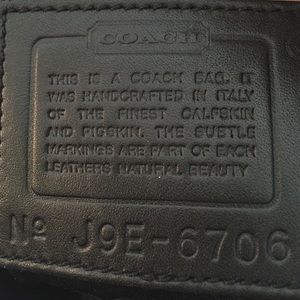 COACH
THIS IS A COACH BAG. IT
WAS HANDCRAFTED IN ITALY
OF THE FINEST CALFSKIN
AND PIGSKIN. THE SUBTLE
MARKINGS ARE PART OF EACH
LEATHERS NATURAL BEAUTY
Nº J9E-6706